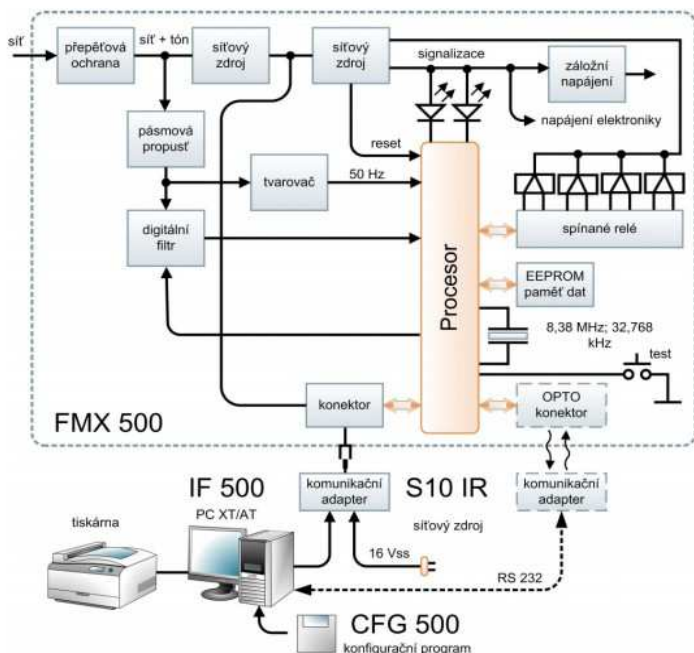 síť
přepěťová
ochrana
síť + tón
síťový
zdroj
síťový
zdroj
signalizace
záložní
napájení
napájení elektroniky
pásmová
propusť
reset
tvarovač
50 Hz
digitální
filtr
Procesor
spínané relé
EEPROM
paměť dat
8,38 MHz; 32,768
kHz
test
konektor
OPTO
konektor
FMX 500
IF 500
komunikační
adapter
S10 IR
komunikační
adapter
tiskárna
PC XT/AT
síťový zdroj
16 Vss
RS 232
CFG 500
konfigurační program